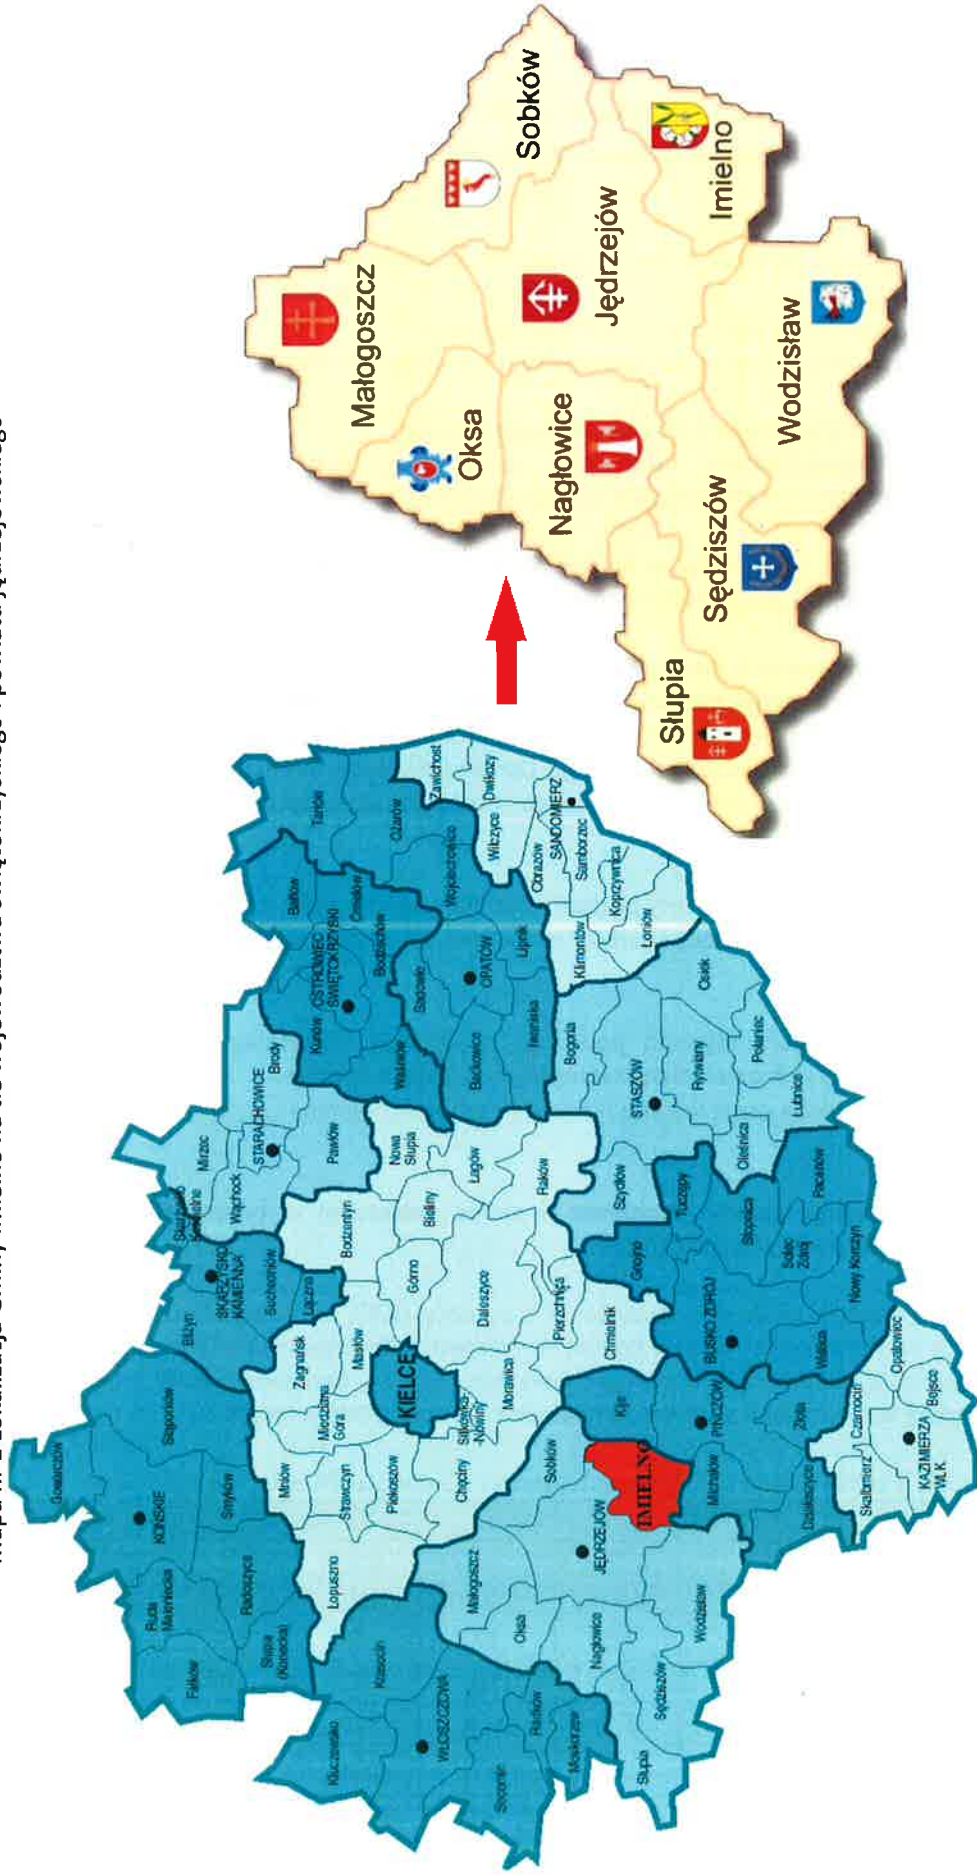 Gowarczów
KOŃSKIE
Ruda
Maleniecka
Stąporków
Fałków
Radoszyce
Smyków
Słupia
(Konecka)
Bliżyn
SKARŻYSKO
KAMIENNA
Suchedniów
Łączna
Mirzec
Wąchock
STARACHOWICE
Brody
Pawłów
Bałtów
OSTROWIEC
ŚWIĘTOKRZYSKI
Kunów
Ćmielów
Bodzechów
Waśniów
Tarłów
Ożarów
Sadowie
Wojciechowice
OPATÓW
Baćkowice
Lipnik
Iwaniska
Zawichost
Dwikozy
Wilczyce
Obrazów
SANDOMIERZ
Samborzec
Koprzywnica
Klimontów
Łoniów
Kluczewsko
Krasocin
WŁOSZCZOWA
Secemin
Radków
Moskorzew
Łopuszno
Mniów
Zagnańsk
Strawczyn
Miedziana
Góra
Masłów
Piekoszów
KIELCE
Chęciny
Sitkówka-
-Nowiny
Morawica
Bodzentyn
Nowa
Słupia
Bieliny
Łagów
Górno
Daleszyce
Raków
Pierzchnica
Chmielnik
Małogoszcz
Oksa
Sobków
JĘDRZEJÓW
Nagłowice
IMIELNO
Sędziszów
Słupia
Wodzisław
Kije
PIŃCZÓW
Michałów
Działoszyce
Złota
Gnojno
Tuczępy
BUSKO ZDRÓJ
Stopnica
Pacanów
Solec
Zdrój
Nowy Korczyn
Wiślica
Bogoria
STASZÓW
Szydłów
Rytwiany
Osiek
Połaniec
Oleśnica
Łubnice
Skalbmierz
Czarnocin
Opatowiec
Bejsce
KAZIMIERZA
WLK.
Małogoszcz
Sobków
Oksa
Jędrzejów
Imielno
Nagłowice
Słupia
Sędziszów
Wodzisław